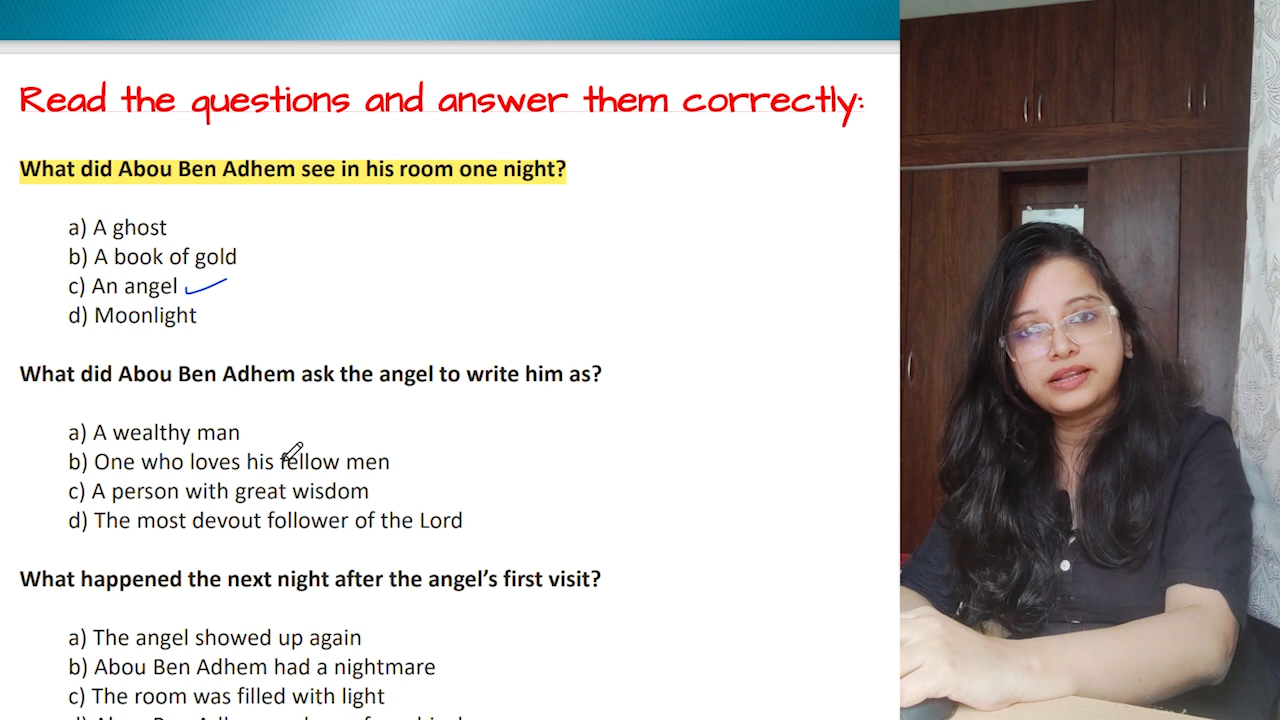 Read the questions and answer them correctly:
What did Abou Ben Adhem see in his room one night?
a) A ghost
b) A book of gold
c) An angel
d) Moonlight
What did Abou Ben Adhem ask the angel to write him as?
a) A wealthy man
b) One who loves his fellow men
c) A person with great wisdom
d) The most devout follower of the Lord
What happened the next night after the angel’s first visit?
a) The angel showed up again
b) Abou Ben Adhem had a nightmare
c) The room was filled with light